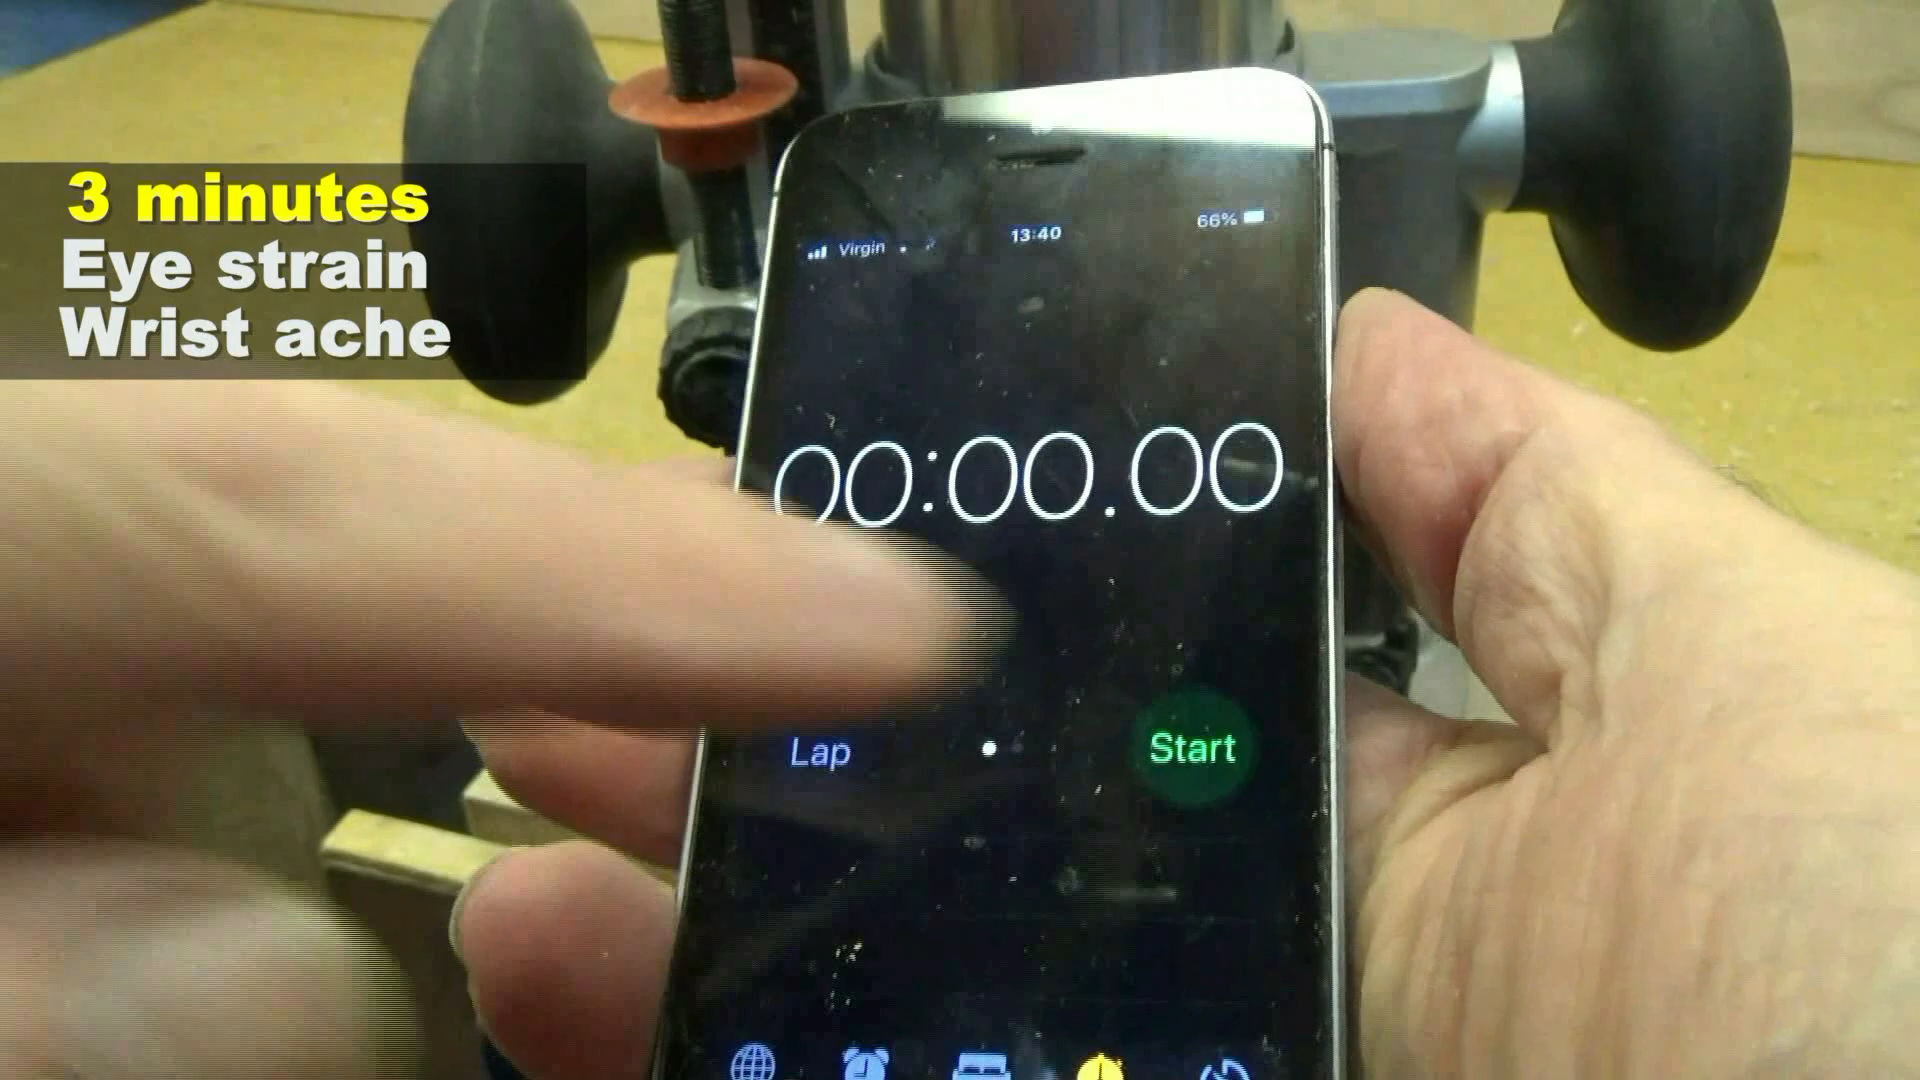 3 minutes
Eye strain
Wrist ache
Virgin
13:40
66%
00:00.00
Lap
Start